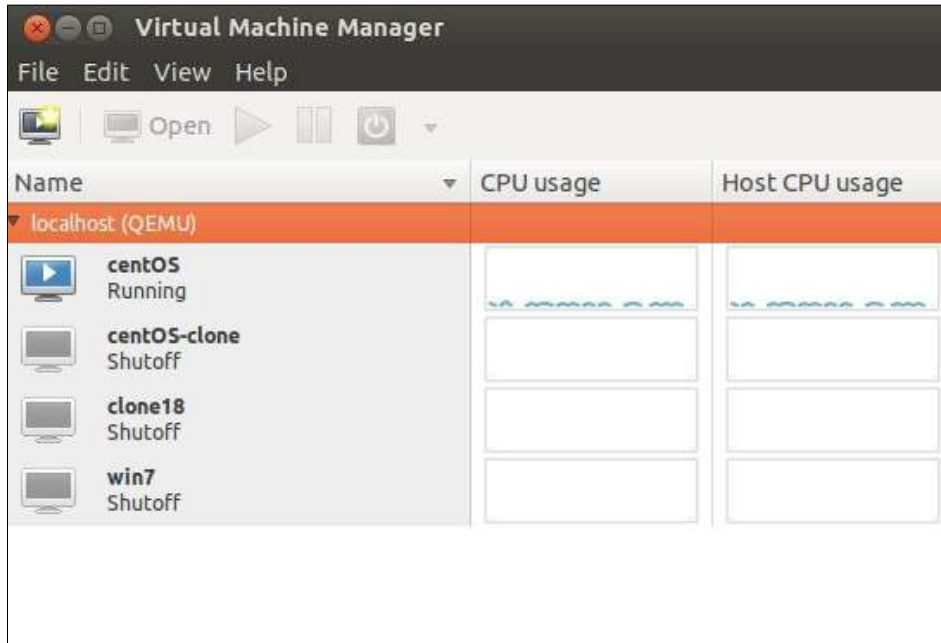 Virtual Machine Manager
File Edit View Help
Open
Name CPU usage Host CPU usage
localhost (QEMU)
centOS
Running
centOS-clone
Shutoff
clone18
Shutoff
win7
Shutoff